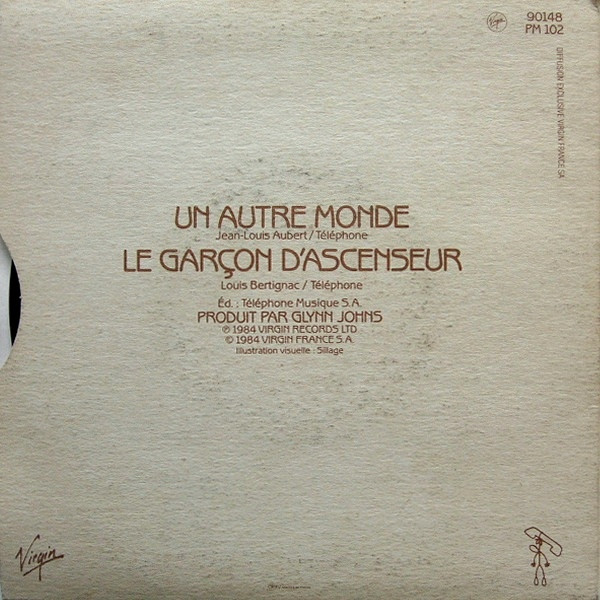 Virgin
90148
PM 102
DIFFUSION EXCLUSIVE VIRGIN FRANCE SA
UN AUTRE MONDE
Jean-Louis Aubert / Téléphone
LE GARÇON D'ASCENSEUR
Louis Bertignac / Téléphone
Éd. : Téléphone Musique S.A.
PRODUIT PAR GLYNN JOHNS
℗ 1984 VIRGIN RECORDS LTD
© 1984 VIRGIN FRANCE S.A.
Illustration visuelle : Sillage
Virgin